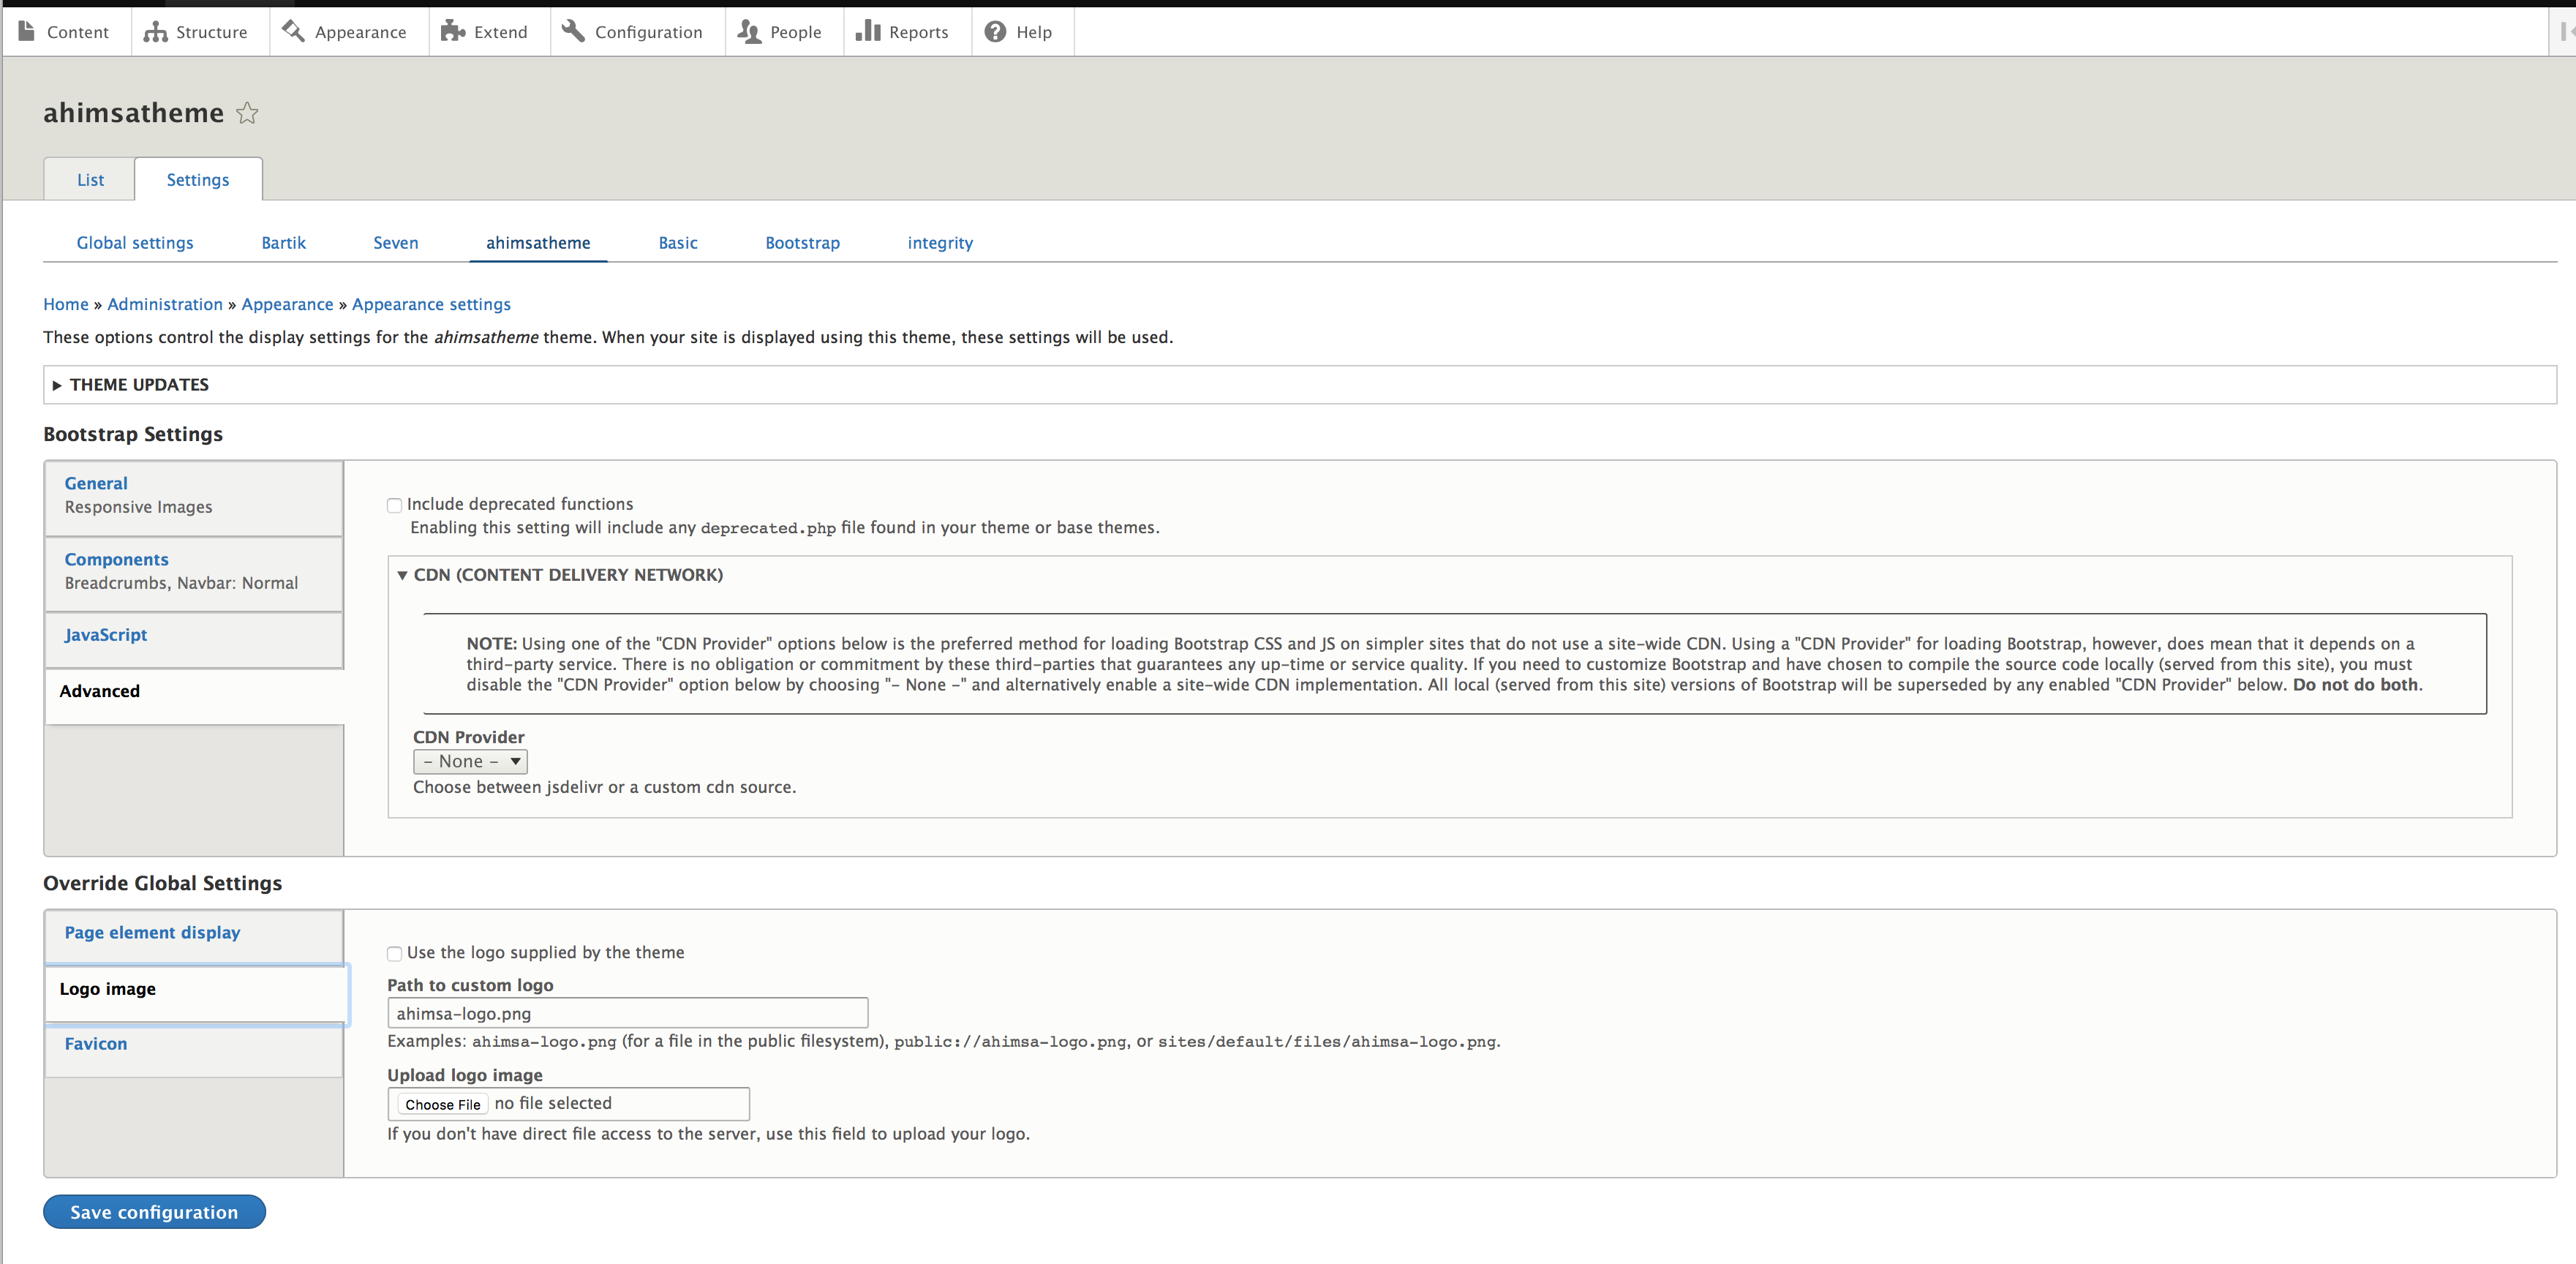 Content Structure Appearance Extend Configuration People Reports Help
ahimsatheme
List Settings
Global settings Bartik Seven ahimsatheme Basic Bootstrap integrity
Home » Administration » Appearance » Appearance settings
These options control the display settings for the ahimsatheme theme. When your site is displayed using this theme, these settings will be used.
THEME UPDATES
Bootstrap Settings
General
Responsive Images
Components
Breadcrumbs, Navbar: Normal
JavaScript
Advanced
Include deprecated functions
Enabling this setting will include any deprecated.php file found in your theme or base themes.
CDN (CONTENT DELIVERY NETWORK)
NOTE: Using one of the "CDN Provider" options below is the preferred method for loading Bootstrap CSS and JS on simpler sites that do not use a site-wide CDN. Using a "CDN Provider" for loading Bootstrap, however, does mean that it depends on a
third-party service. There is no obligation or commitment by these third-parties that guarantees any up-time or service quality. If you need to customize Bootstrap and have chosen to compile the source code locally (served from this site), you must
disable the "CDN Provider" option below by choosing "- None -" and alternatively enable a site-wide CDN implementation. All local (served from this site) versions of Bootstrap will be superseded by any enabled "CDN Provider" below. Do not do both.
CDN Provider
- None -
Choose between jsdelivr or a custom cdn source.
Override Global Settings
Page element display
Logo image
Favicon
Use the logo supplied by the theme
Path to custom logo
ahimsa-logo.png
Examples: ahimsa-logo.png (for a file in the public filesystem), public://ahimsa-logo.png, or sites/default/files/ahimsa-logo.png.
Upload logo image
Choose File no file selected
If you don't have direct file access to the server, use this field to upload your logo.
Save configuration